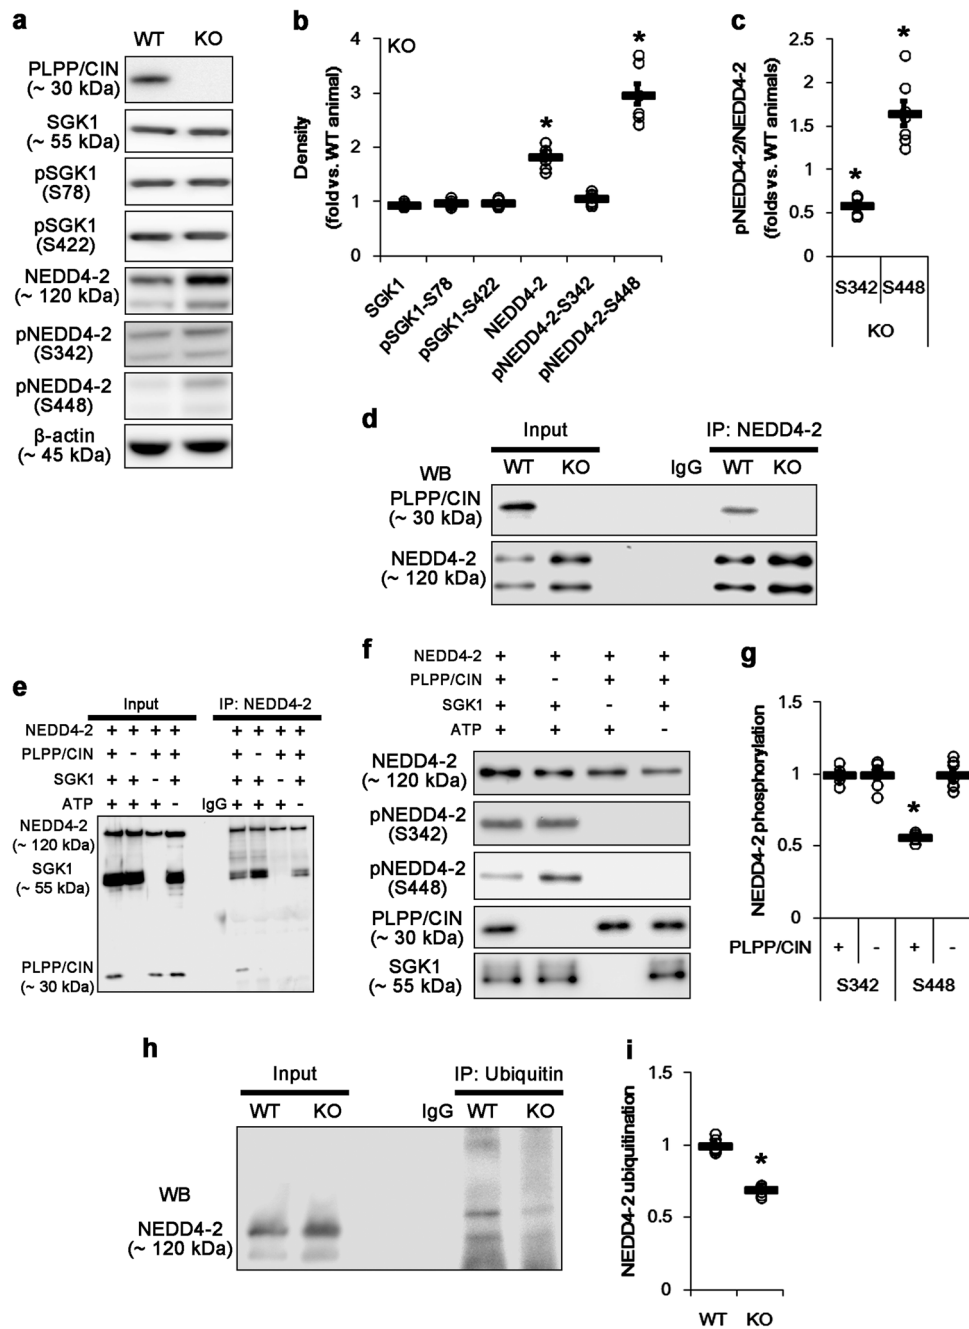 a
WT KO
PLPP/CIN
(~ 30 kDa)
SGK1
(~ 55 kDa)
pSGK1
(S78)
pSGK1
(S422)
NEDD4-2
(~ 120 kDa)
pNEDD4-2
(S342)
pNEDD4-2
(S448)
β-actin
(~ 45 kDa)
b
KO
Density
(fold vs. WT animal)
4
3
2
1
0
*
*
SGK1
pSGK1-S78
pSGK1-S422
NEDD4-2
pNEDD4-2-S342
pNEDD4-2-S448
c
pNEDD4-2/NEDD4-2
(folds vs. WT animals)
2.5
2
1.5
1
0.5
0
*
*
S342 S448
KO
d
Input IP: NEDD4-2
WB WT KO IgG WT KO
PLPP/CIN
(~ 30 kDa)
NEDD4-2
(~ 120 kDa)
e
Input IP: NEDD4-2
NEDD4-2 + + + + + + + +
PLPP/CIN + - + + + - + +
SGK1 + + - + + + - +
ATP + + + - IgG + + + -
NEDD4-2
(~ 120 kDa)
SGK1
(~ 55 kDa)
PLPP/CIN
(~ 30 kDa)
f
NEDD4-2 + + + +
PLPP/CIN + - + +
SGK1 + + - +
ATP + + + -
NEDD4-2
(~ 120 kDa)
pNEDD4-2
(S342)
pNEDD4-2
(S448)
PLPP/CIN
(~ 30 kDa)
SGK1
(~ 55 kDa)
g
NEDD4-2 phosphorylation
1.5
1
0.5
0
*
PLPP/CIN + - + -
S342 S448
h
Input IP: Ubiquitin
WT KO IgG WT KO
WB
NEDD4-2
(~ 120 kDa)
i
NEDD4-2 ubiquitination
1.5
1
0.5
0
*
WT KO